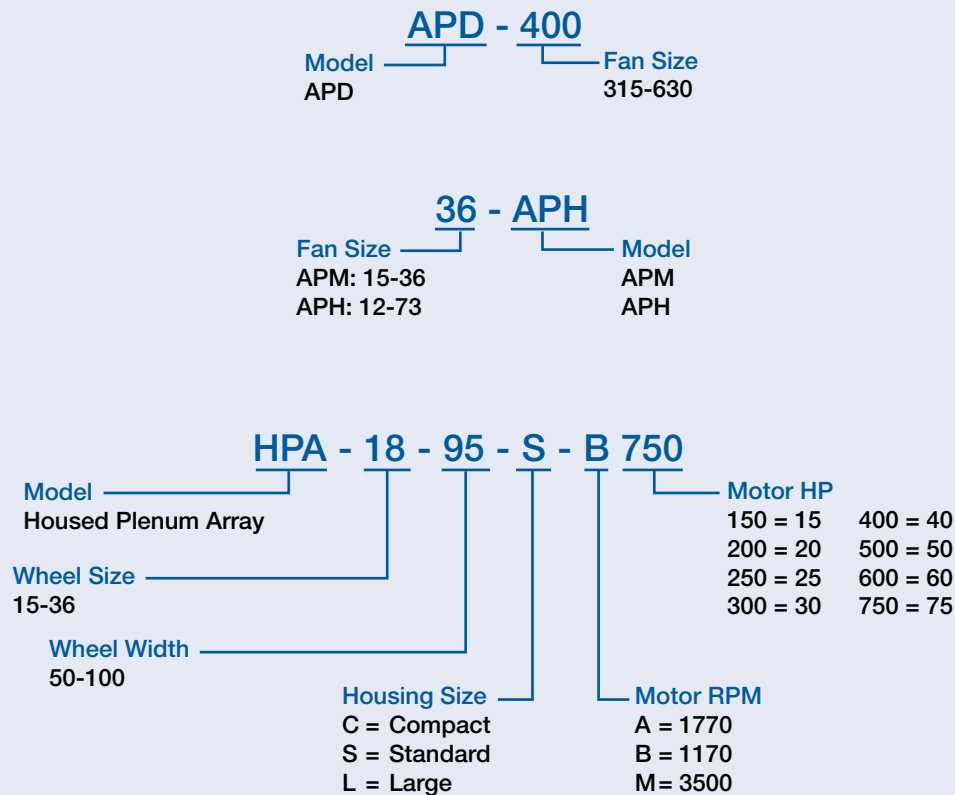 APD - 400
Model
APD
Fan Size
315-630
36 - APH
Fan Size
APM: 15-36
APH: 12-73
Model
APM
APH
HPA - 18 - 95 - S - B 750
Model
Housed Plenum Array
Wheel Size
15-36
Wheel Width
50-100
Housing Size
C = Compact
S = Standard
L = Large
Motor RPM
A = 1770
B = 1170
M= 3500
Motor HP
150 = 15 400 = 40
200 = 20 500 = 50
250 = 25 600 = 60
300 = 30 750 = 75